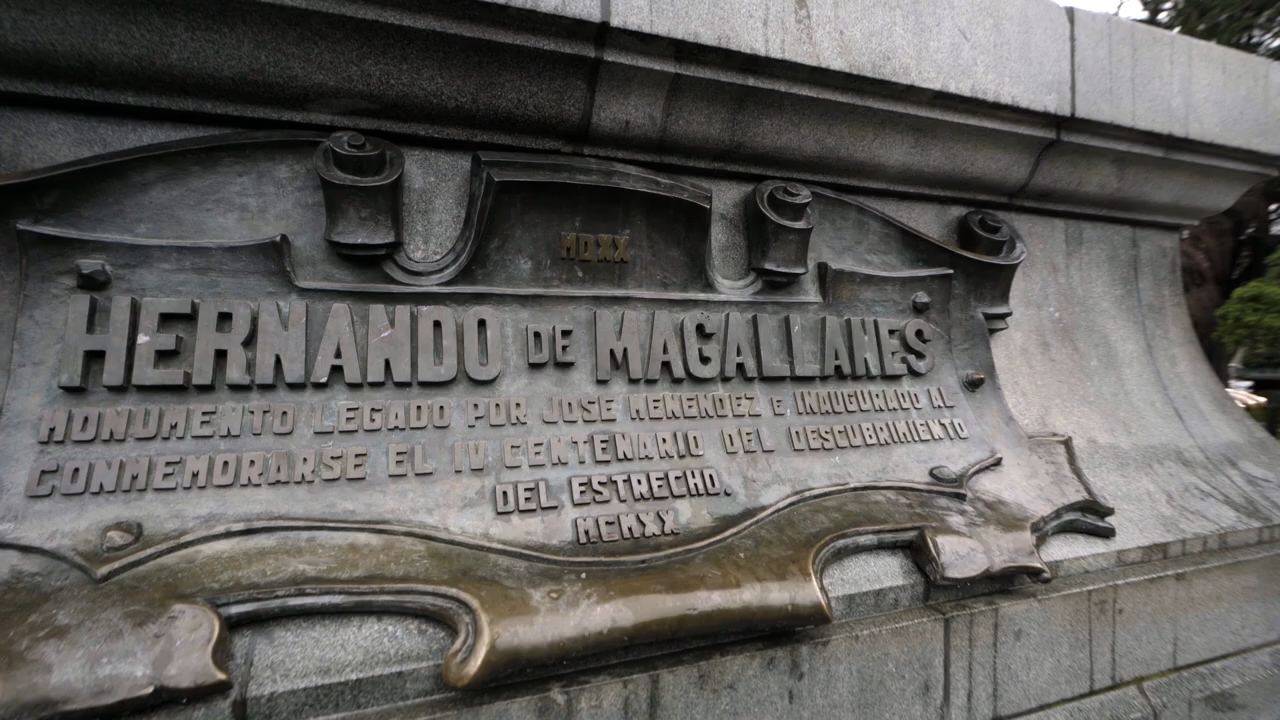 MDXX
HERNANDO DE MAGALLANES
MONUMENTO LEGADO POR JOSE MENENDEZ E INAUGURADO AL
CONMEMORARSE EL IV CENTENARIO DEL DESCUBRIMIENTO
DEL ESTRECHO.
MCMXX